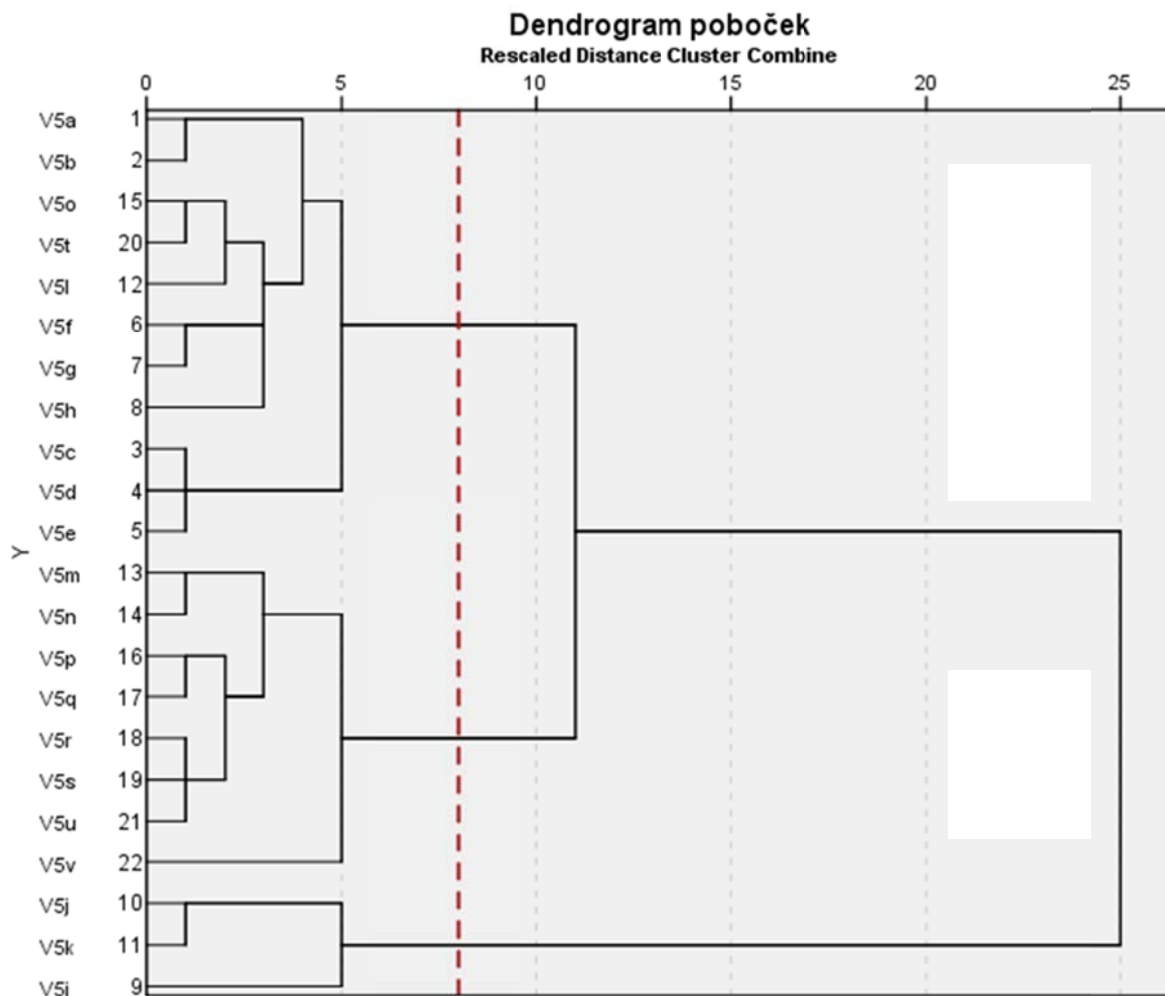 Dendrogram poboček
Rescaled Distance Cluster Combine
0 5 10 15 20 25
V5a 1
V5b 2
V5o 15
V5t 20
V5l 12
V5f 6
V5g 7
V5h 8
V5c 3
V5d 4
V5e 5
Y
V5m 13
V5n 14
V5p 16
V5q 17
V5r 18
V5s 19
V5u 21
V5v 22
V5j 10
V5k 11
V5i 9